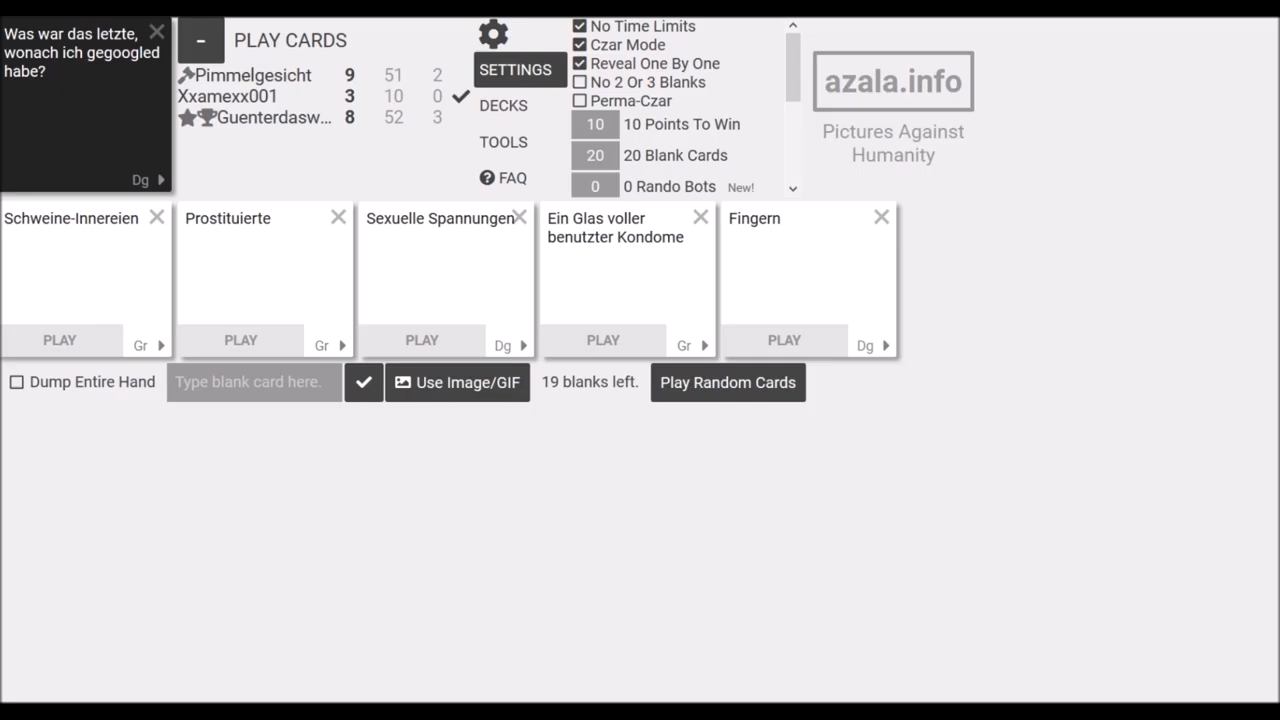 Was war das letzte,
wonach ich gegoogled
habe?
Dg
-
PLAY CARDS
Pimmelgesicht 9 51 2
Xxamexx001 3 10 0
Guenterdasw... 8 52 3
SETTINGS
DECKS
TOOLS
FAQ
No Time Limits
Czar Mode
Reveal One By One
No 2 Or 3 Blanks
Perma-Czar
10 10 Points To Win
20 20 Blank Cards
0 0 Rando Bots New!
azala.info
Pictures Against
Humanity
Schweine-Innereien
PLAY Gr
Prostituierte
PLAY Gr
Sexuelle Spannungen
PLAY Dg
Ein Glas voller
benutzter Kondome
PLAY Gr
Fingern
PLAY Dg
Dump Entire Hand Type blank card here. Use Image/GIF 19 blanks left. Play Random Cards